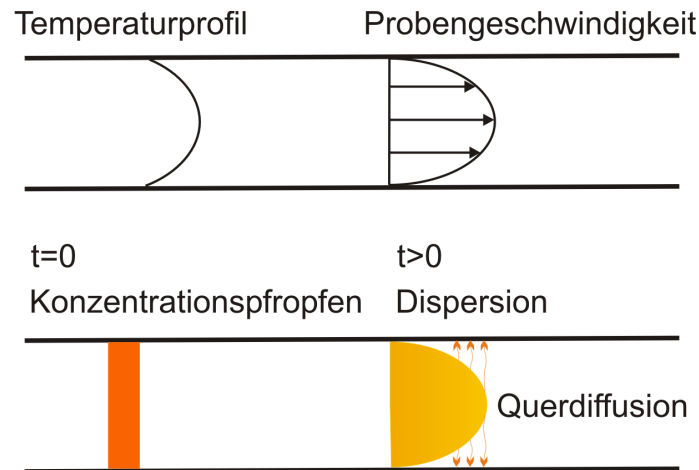 Temperaturprofil
Probengeschwindigkeit
t=0
t>0
Konzentrationspfropfen
Dispersion
Querdiffusion